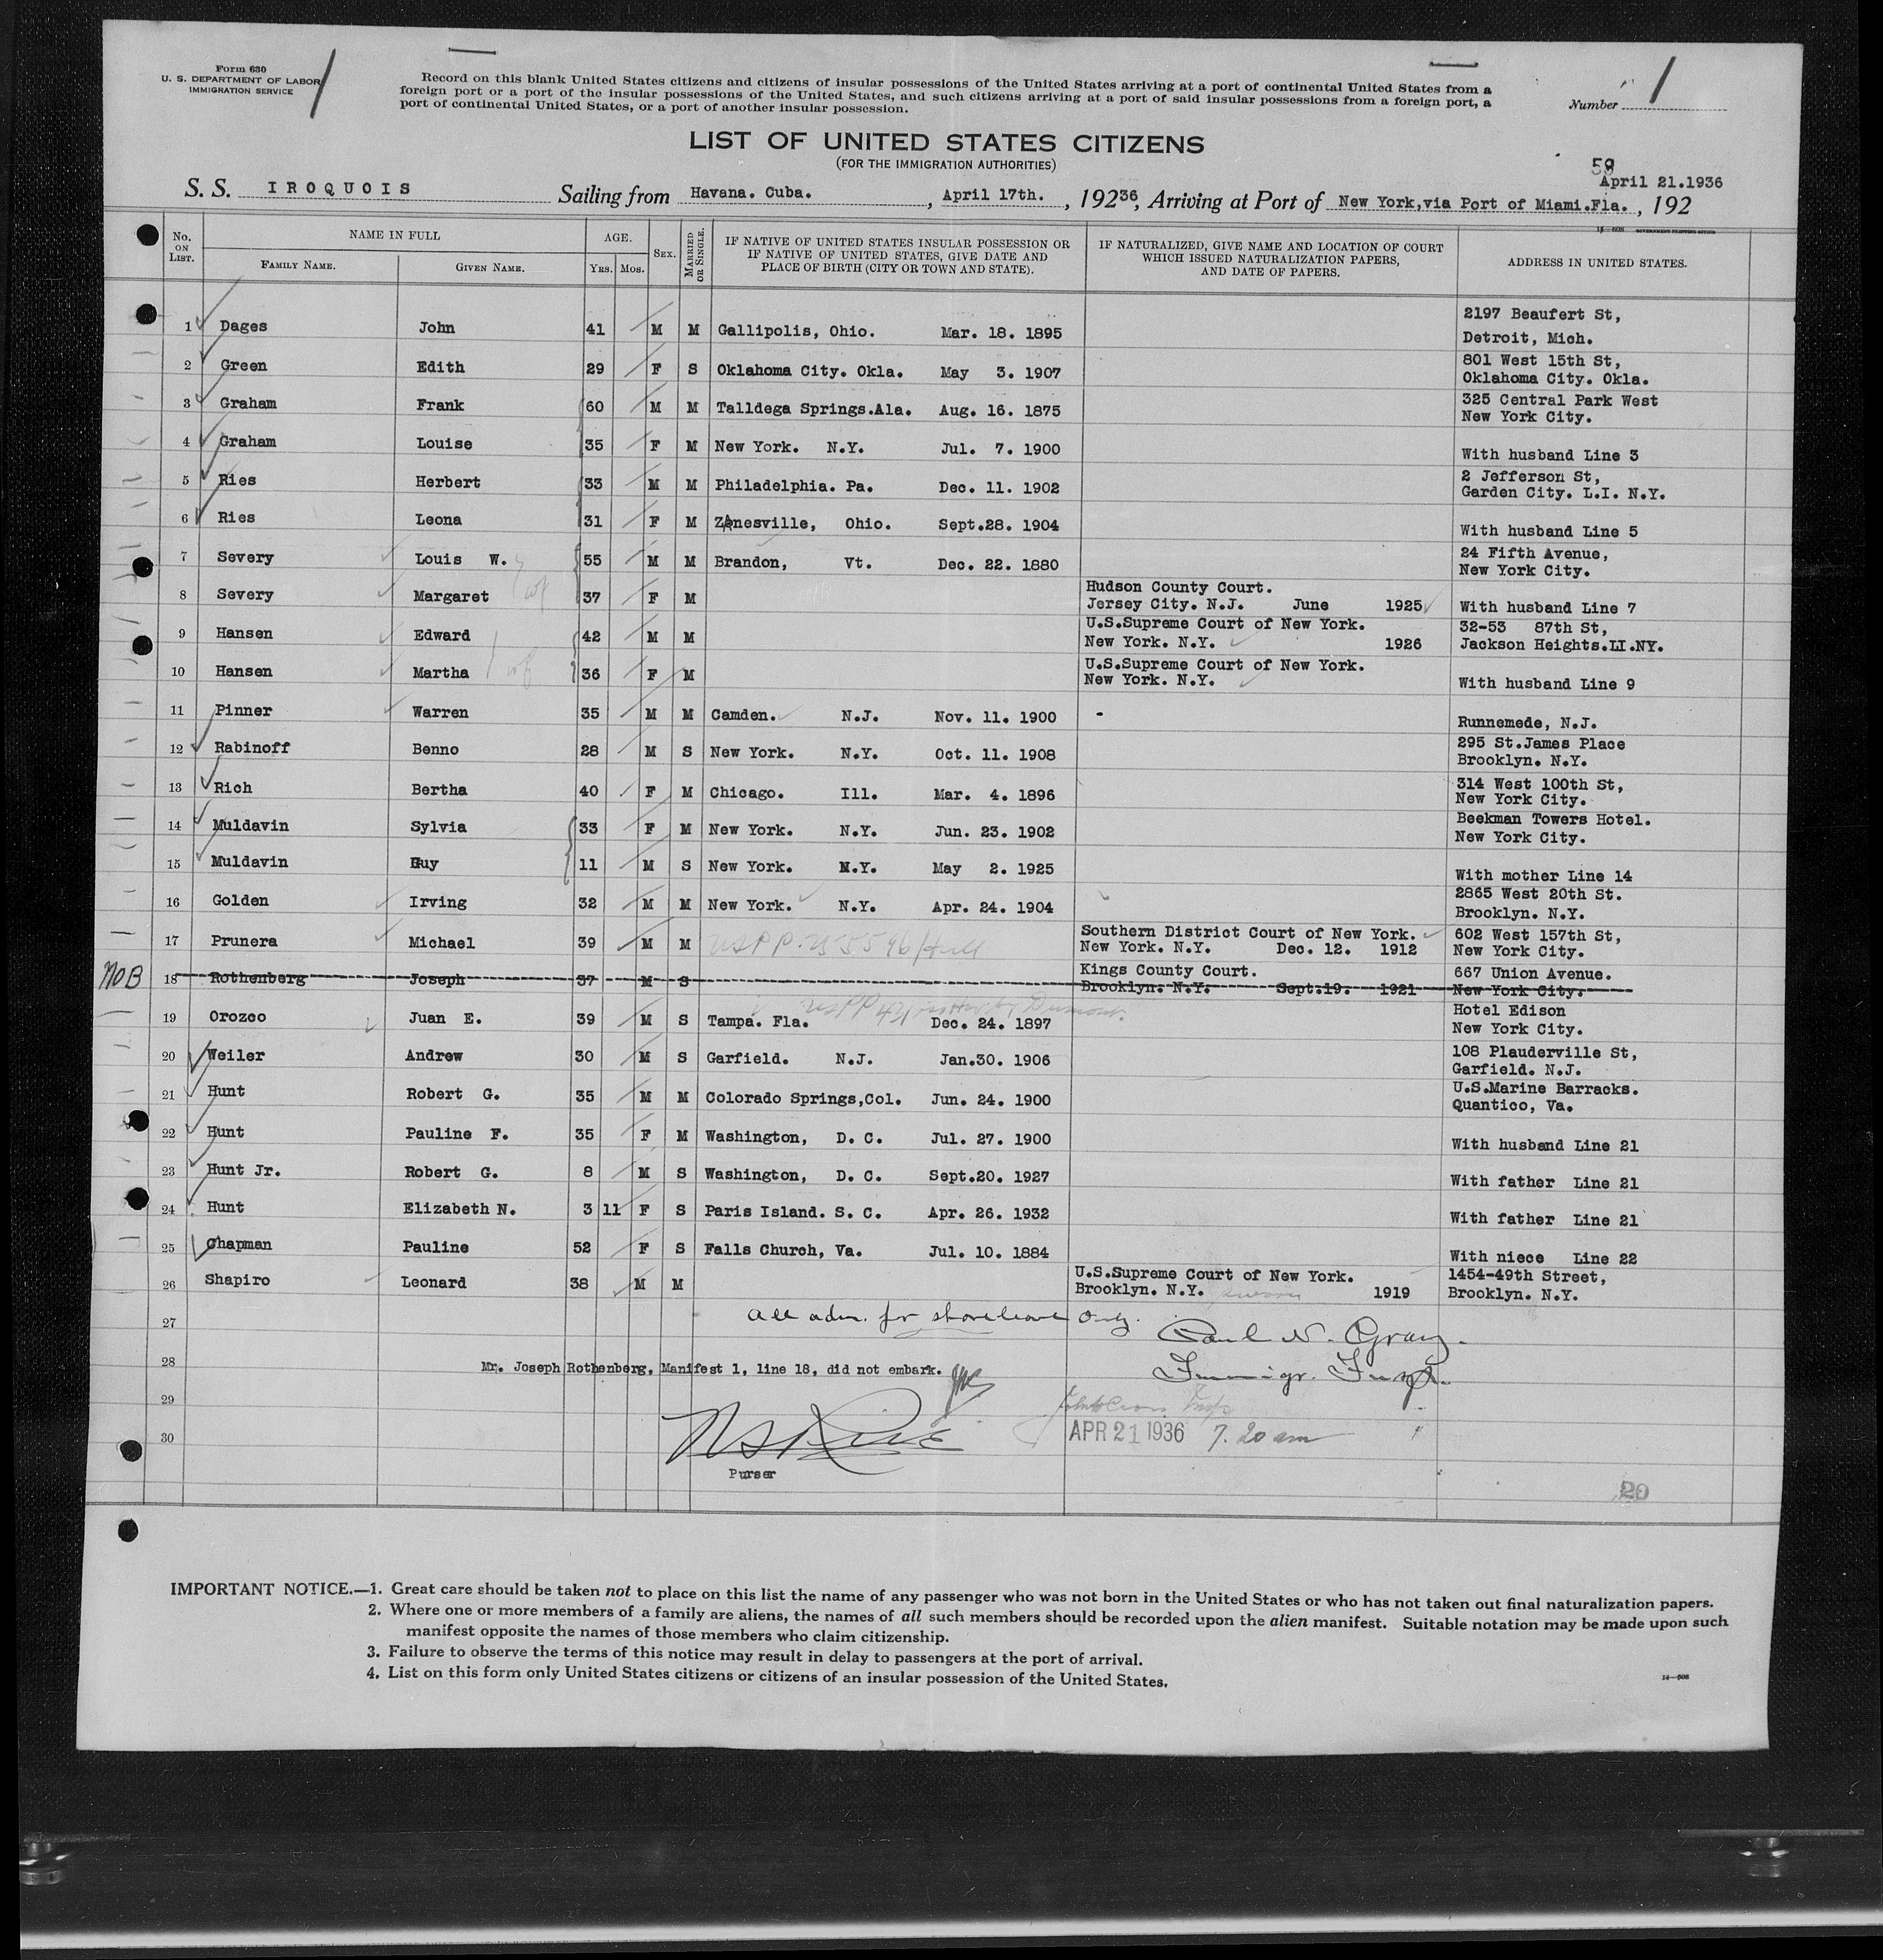 Form 630
U. S. DEPARTMENT OF LABOR
IMMIGRATION SERVICE
Record on this blank United States citizens and citizens of insular possessions of the United States arriving at a port of continental United States from a
foreign port or a port of the insular possessions of the United States, and such citizens arriving at a port of said insular possessions from a foreign port, a
port of continental United States, or a port of another insular possession.
Number 1
LIST OF UNITED STATES CITIZENS
(FOR THE IMMIGRATION AUTHORITIES)
S. S. IROQUOIS Sailing from Havana. Cuba. , April 17th. , 19236, Arriving at Port of New York,via Port of Miami.Fla. , 192
April 21.1936
No. ON LIST. NAME IN FULL AGE. SEX. MARRIED OR SINGLE. IF NATIVE OF UNITED STATES INSULAR POSSESSION OR IF NATIVE OF UNITED STATES, GIVE DATE AND PLACE OF BIRTH (CITY OR TOWN AND STATE). IF NATURALIZED, GIVE NAME AND LOCATION OF COURT WHICH ISSUED NATURALIZATION PAPERS, AND DATE OF PAPERS. ADDRESS IN UNITED STATES.
FAMILY NAME. GIVEN NAME. YRS. MOS.
1 Dages John 41 M M Gallipolis, Ohio. Mar. 18. 1895 2197 Beaufert St, Detroit, Mich.
2 Green Edith 29 F S Oklahoma City. Okla. May 3. 1907 801 West 15th St, Oklahoma City. Okla.
3 Graham Frank 60 M M Talldega Springs.Ala. Aug. 16. 1875 325 Central Park West New York City.
4 Graham Louise 35 F M New York. N.Y. Jul. 7. 1900 With husband Line 3
5 Ries Herbert 33 M M Philadelphia. Pa. Dec. 11. 1902 2 Jefferson St, Garden City. L.I. N.Y.
6 Ries Leona 31 F M Zanesville, Ohio. Sept.28. 1904 With husband Line 5
7 Severy Louis W. 55 M M Brandon, Vt. Dec. 22. 1880 24 Fifth Avenue, New York City.
8 Severy Margaret 37 F M Hudson County Court. Jersey City. N.J. June 1925 With husband Line 7
9 Hansen Edward 42 M M U.S.Supreme Court of New York. New York. N.Y. 1926 32-53 87th St, Jackson Heights.LI.NY.
10 Hansen Martha 36 F M U.S.Supreme Court of New York. New York. N.Y. With husband Line 9
11 Pinner Warren 35 M M Camden. N.J. Nov. 11. 1900 - Runnemede, N.J.
12 Rabinoff Benno 28 M S New York. N.Y. Oct. 11. 1908 295 St.James Place Brooklyn. N.Y.
13 Rich Bertha 40 F M Chicago. Ill. Mar. 4. 1896 314 West 100th St, New York City.
14 Muldavin Sylvia 33 F M New York. N.Y. Jun. 23. 1902 Beekman Towers Hotel. New York City.
15 Muldavin Guy 11 M S New York. N.Y. May 2. 1925 With mother Line 14
16 Golden Irving 32 M M New York. N.Y. Apr. 24. 1904 2865 West 20th St. Brooklyn. N.Y.
17 Prunera Michael 39 M M Southern District Court of New York. New York. N.Y. Dec. 12. 1912 602 West 157th St, New York City.
NOB 18 Rothenberg Joseph 37 M S Kings County Court. Brooklyn. N.Y. Sept.19. 1921 667 Union Avenue. New York City.
19 Orozco Juan E. 39 M S Tampa. Fla. Dec. 24. 1897 Hotel Edison New York City.
20 Weiler Andrew 30 M S Garfield. N.J. Jan.30. 1906 108 Plauderville St, Garfield. N.J.
21 Hunt Robert G. 35 M M Colorado Springs,Col. Jun. 24. 1900 U.S.Marine Barracks. Quantico, Va.
22 Hunt Pauline F. 35 F M Washington, D. C. Jul. 27. 1900 With husband Line 21
23 Hunt Jr. Robert G. 8 M S Washington, D. C. Sept.20. 1927 With father Line 21
24 Hunt Elizabeth N. 3 11 F S Paris Island. S. C. Apr. 26. 1932 With father Line 21
25 Chapman Pauline 52 F S Falls Church, Va. Jul. 10. 1884 With niece Line 22
26 Shapiro Leonard 38 M M U.S.Supreme Court of New York. Brooklyn. N.Y. 1919 1454-49th Street, Brooklyn. N.Y.
27 All adm. for shoreleave only. Paul N. Gray.
28 Mr. Joseph Rothenberg, Manifest 1, line 18, did not embark. Immigr. Insp.
29
30 APR 21 1936 7.20 am
Purser
20
IMPORTANT NOTICE.—1. Great care should be taken not to place on this list the name of any passenger who was not born in the United States or who has not taken out final naturalization papers.
2. Where one or more members of a family are aliens, the names of all such members should be recorded upon the alien manifest. Suitable notation may be made upon such
manifest opposite the names of those members who claim citizenship.
3. Failure to observe the terms of this notice may result in delay to passengers at the port of arrival.
4. List on this form only United States citizens or citizens of an insular possession of the United States.